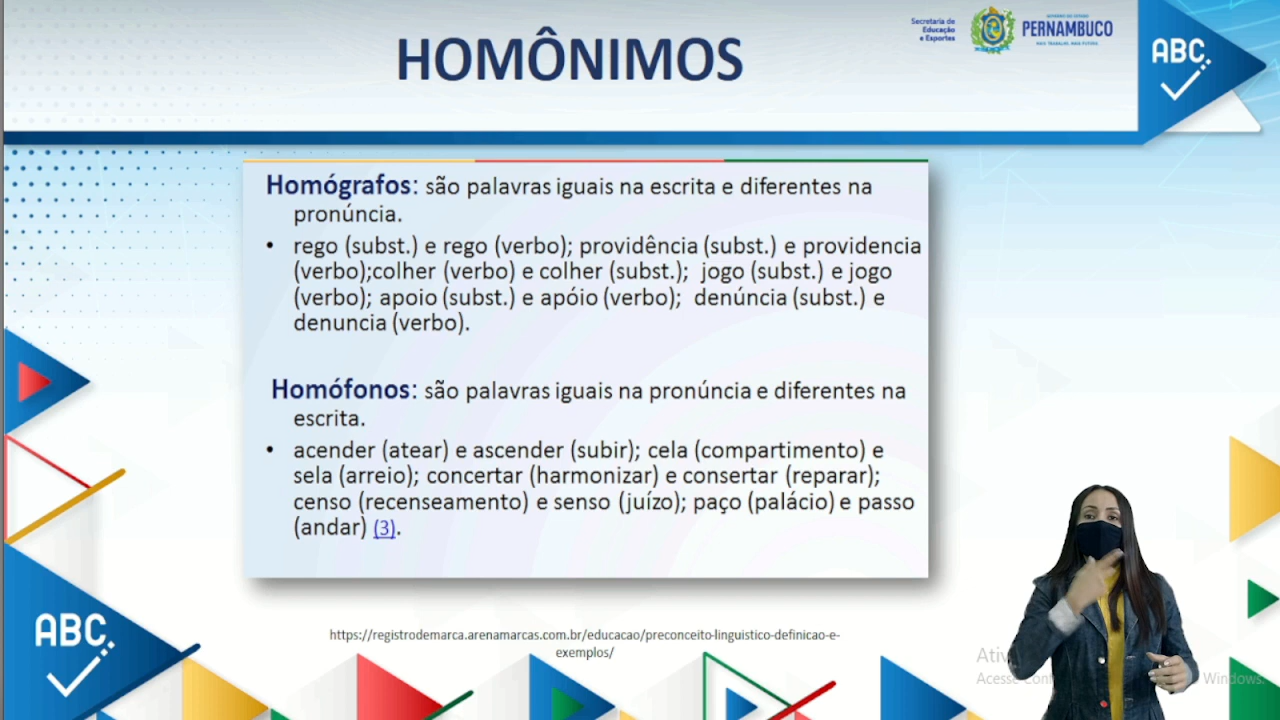 HOMÔNIMOS
Secretaria de
Educação
e Esportes
PERNAMBUCO
ABC
Homógrafos: são palavras iguais na escrita e diferentes na
pronúncia.
• rego (subst.) e rego (verbo); providência (subst.) e providencia
(verbo);colher (verbo) e colher (subst.); jogo (subst.) e jogo
(verbo); apoio (subst.) e apóio (verbo); denúncia (subst.) e
denuncia (verbo).
Homófonos: são palavras iguais na pronúncia e diferentes na
escrita.
• acender (atear) e ascender (subir); cela (compartimento) e
sela (arreio); concertar (harmonizar) e consertar (reparar);
censo (recenseamento) e senso (juízo); paço (palácio) e passo
(andar) (3).
https://registrodemarca.arenamarcas.com.br/educacao/preconceito-linguistico-definicao-e-
exemplos/
ABC
Windows.